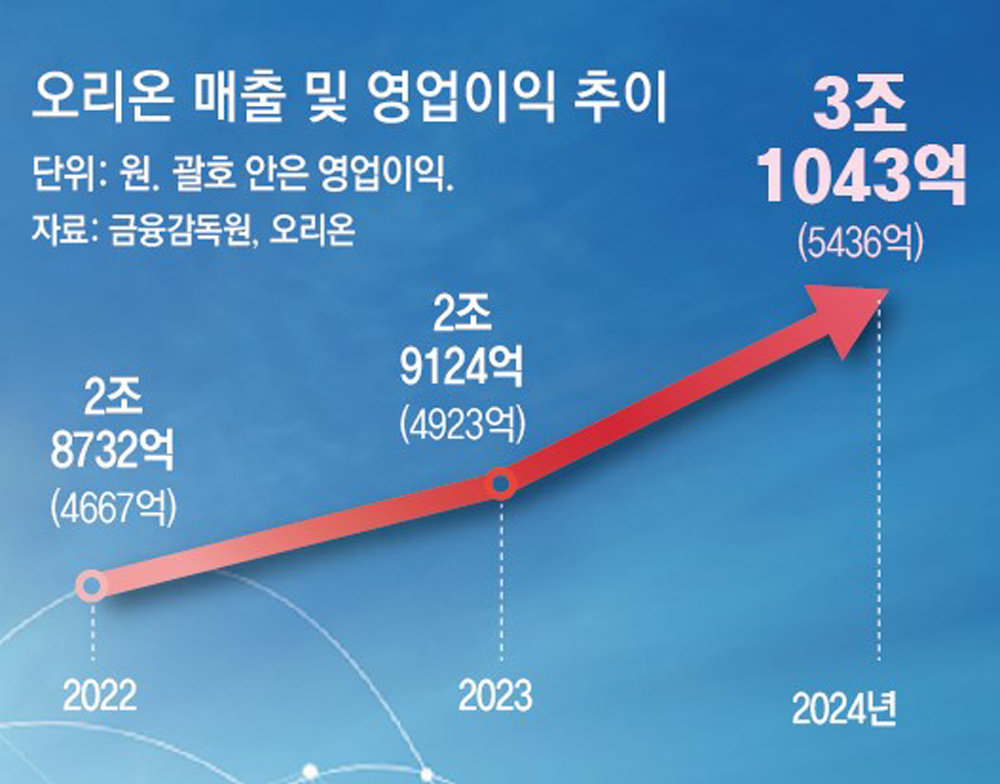 오리온 매출 및 영업이익 추이
단위: 원. 괄호 안은 영업이익.
자료: 금융감독원, 오리온
2조
8732억
(4667억)
2조
9124억
(4923억)
3조
1043억
(5436억)
2022
2023
2024년